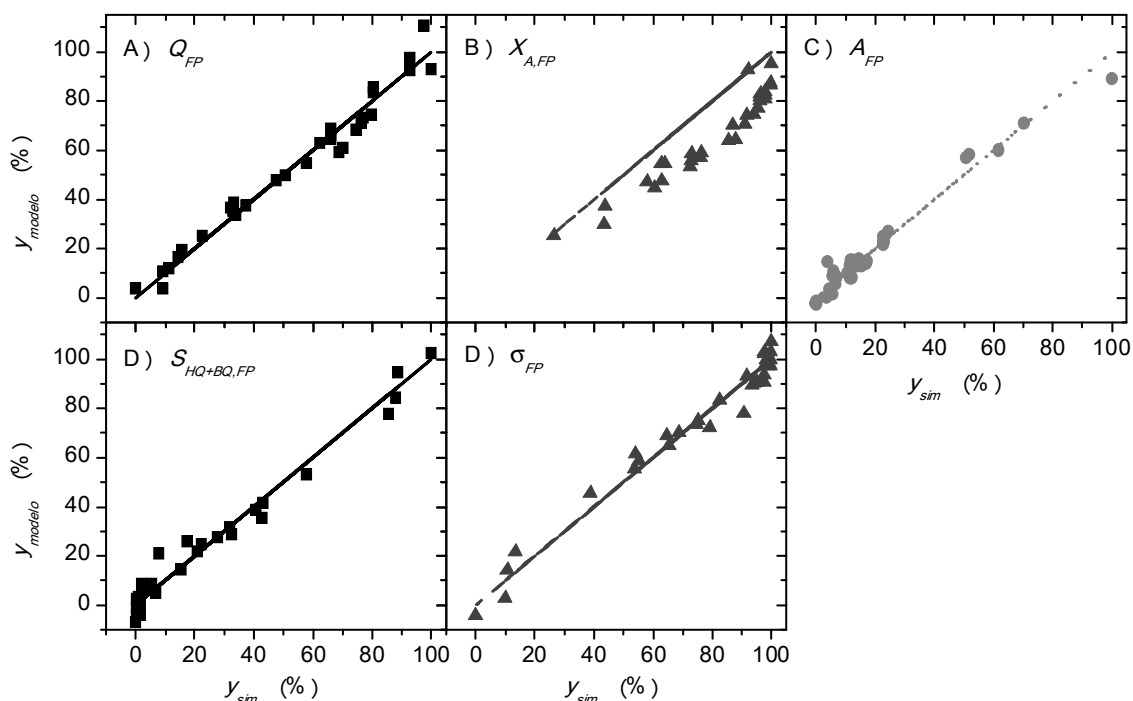 A) Q_FP
B) X_A,FP
C) A_FP
100
80
60
40
20
0
y_modelo (%)
0 20 40 60 80 100
y_sim (%)
D) S_HQ+BQ,FP
D) σ_FP
100
80
60
40
20
0
y_modelo (%)
0 20 40 60 80 100
0 20 40 60 80 100
y_sim (%)
y_sim (%)